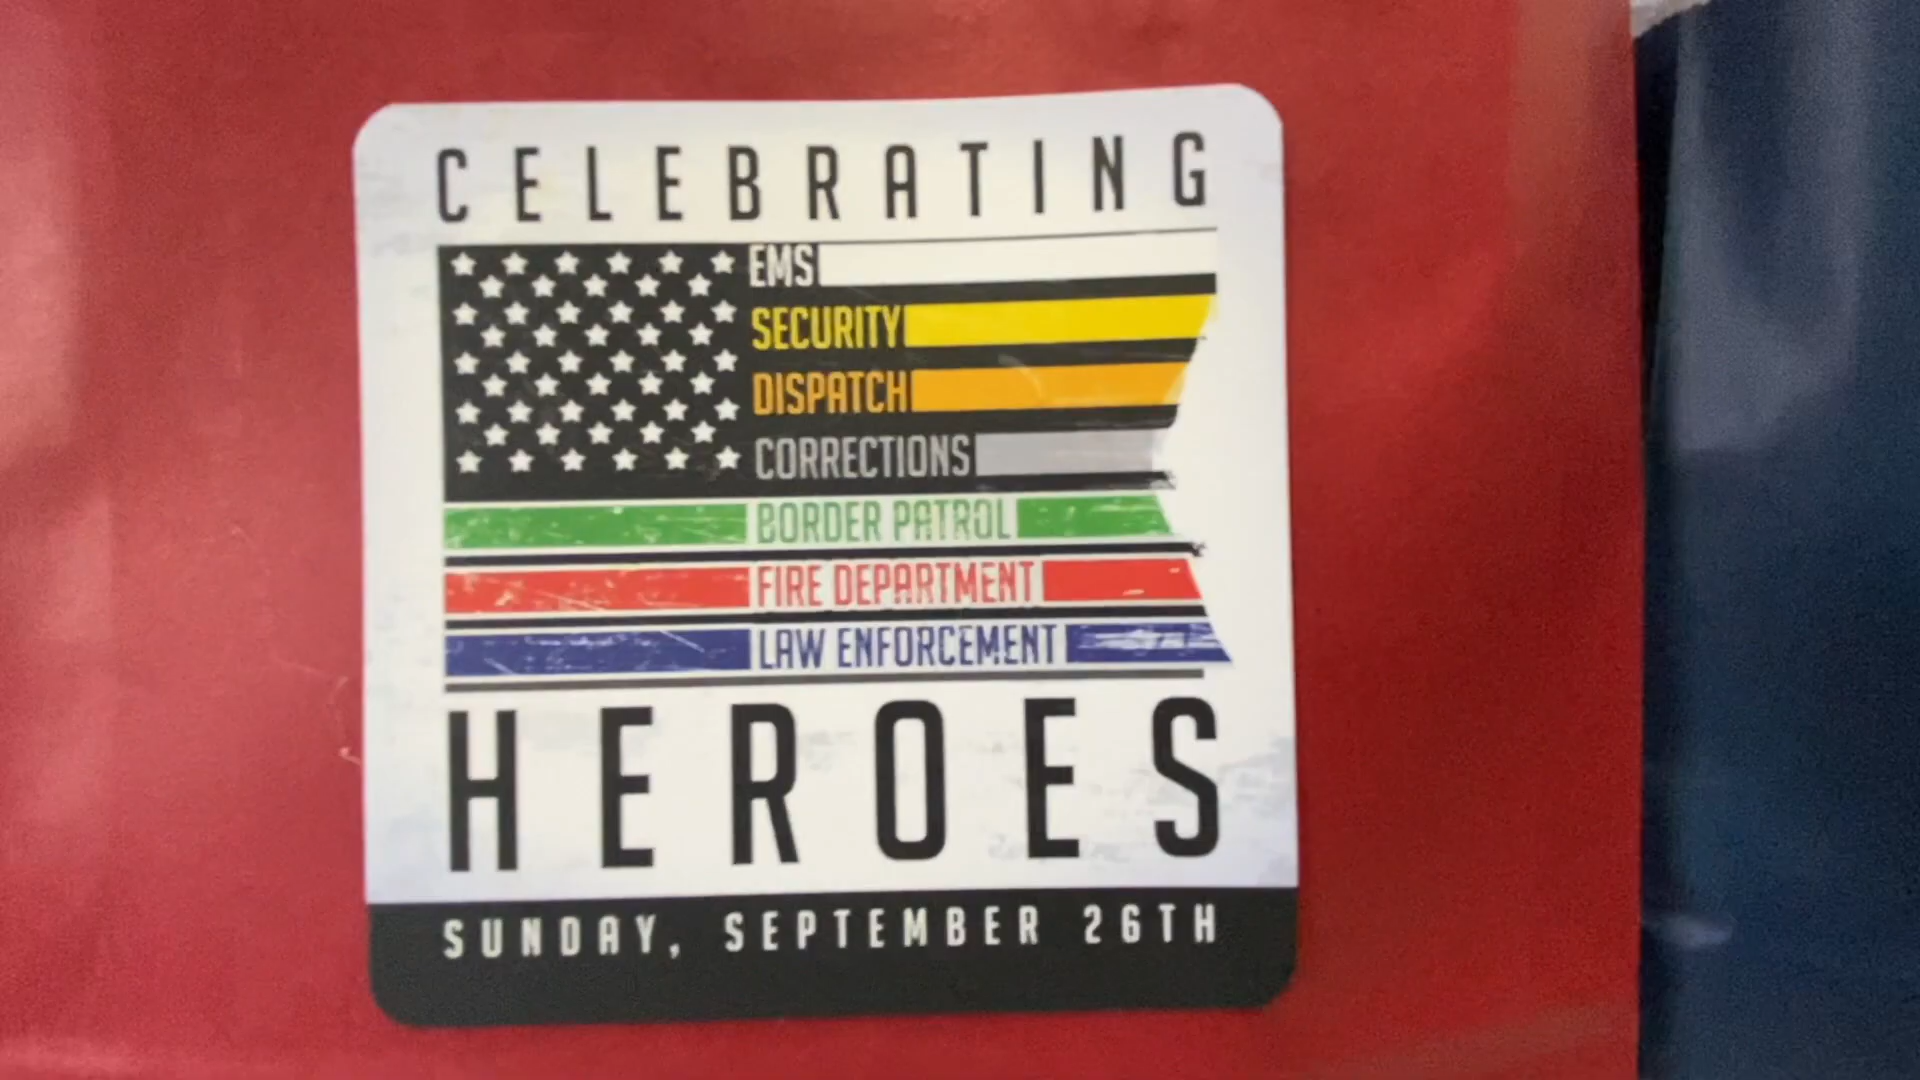 CELEBRATING
EMS
SECURITY
DISPATCH
CORRECTIONS
BORDER PATROL
FIRE DEPARTMENT
LAW ENFORCEMENT
HEROES
SUNDAY, SEPTEMBER 26TH